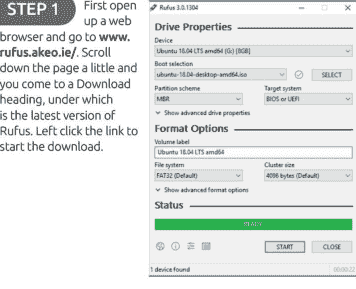 STEP 1
First open
up a web
browser and go to www.
rufus.akeo.ie/. Scroll
down the page a little and
you come to a Download
heading, under which
is the latest version of
Rufus. Left click the link to
start the download.
Rufus 3.0.1304
Drive Properties
Device
Ubuntu 18.04 LTS amd64 (G:) (8GB)
Boot selection
ubuntu-18.04-desktop-amd64.iso
SELECT
Partition scheme
Target system
MBR
BIOS or UEFI
Show advanced drive properties
Format Options
Volume label
Ubuntu 18.04 LTS amd64
File system
Cluster size
FAT32 (Default)
4096 bytes (Default)
Show advanced format options
Status
READY
START
CLOSE
1 device found
00:00:22